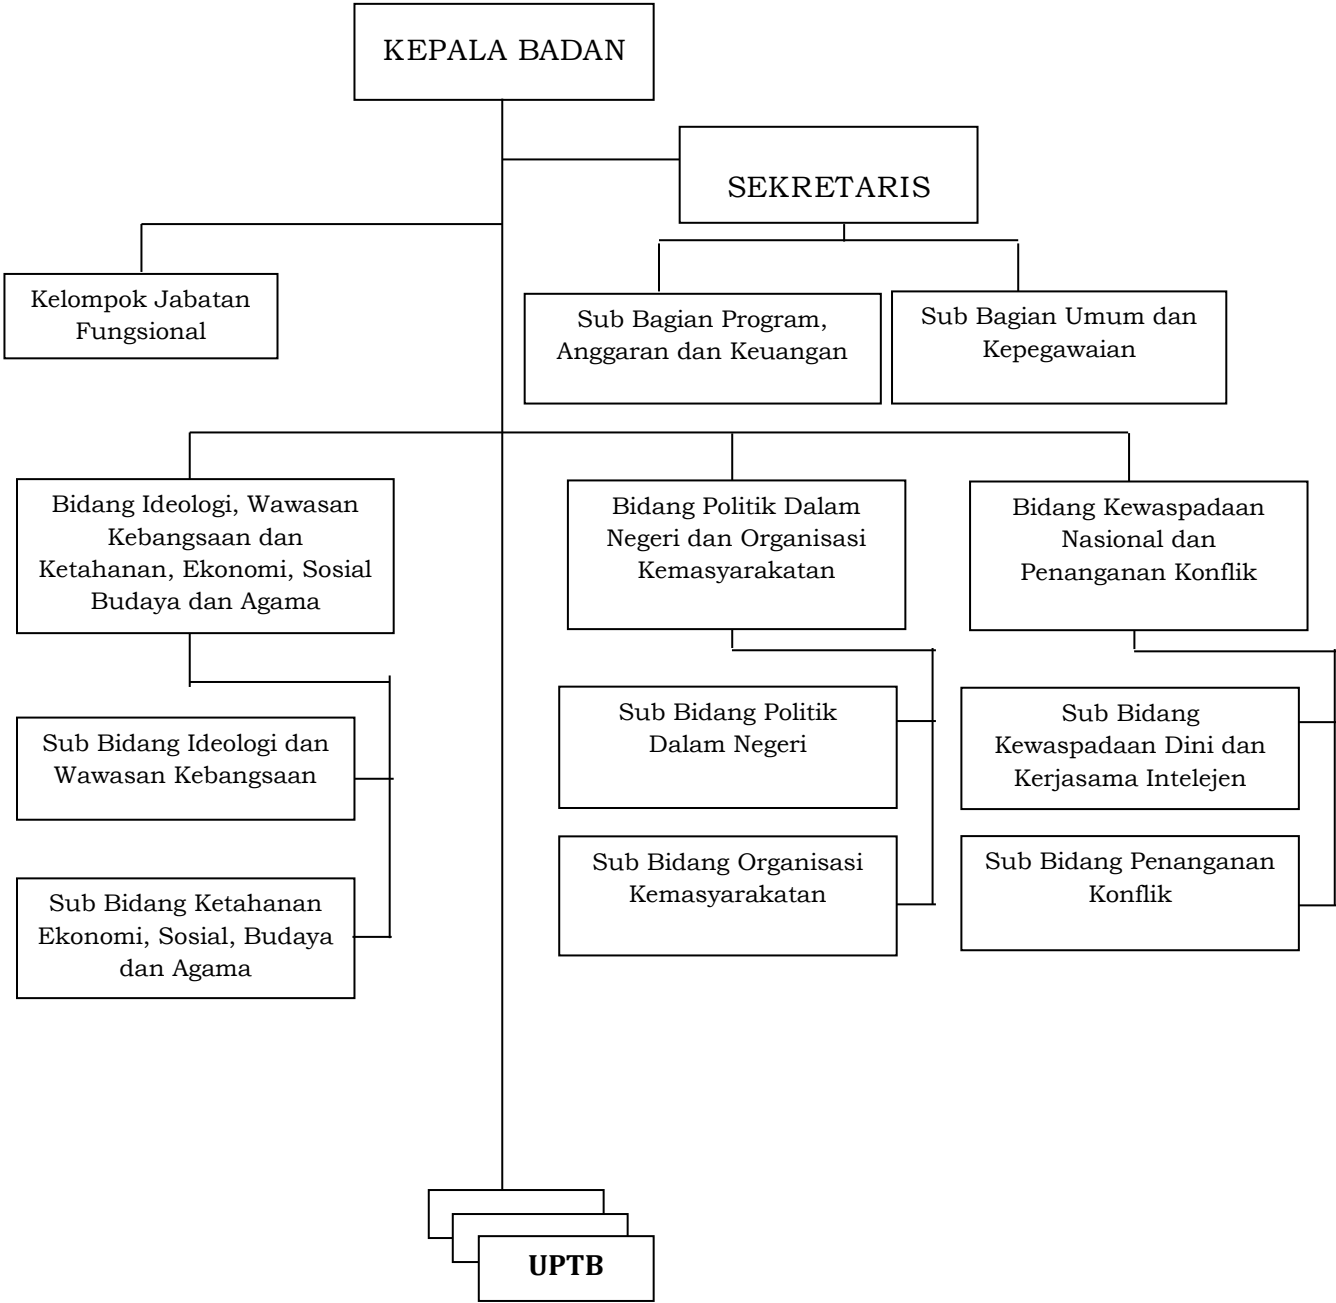 KEPALA BADAN
SEKRETARIS
Kelompok Jabatan
Fungsional
Sub Bagian Program,
Anggaran dan Keuangan
Sub Bagian Umum dan
Kepegawaian
Bidang Ideologi, Wawasan
Kebangsaan dan
Ketahanan, Ekonomi, Sosial
Budaya dan Agama
Bidang Politik Dalam
Negeri dan Organisasi
Kemasyarakatan
Bidang Kewaspadaan
Nasional dan
Penanganan Konflik
Sub Bidang Ideologi dan
Wawasan Kebangsaan
Sub Bidang Politik
Dalam Negeri
Sub Bidang
Kewaspadaan Dini dan
Kerjasama Intelejen
Sub Bidang Ketahanan
Ekonomi, Sosial, Budaya
dan Agama
Sub Bidang Organisasi
Kemasyarakatan
Sub Bidang Penanganan
Konflik
UPTB